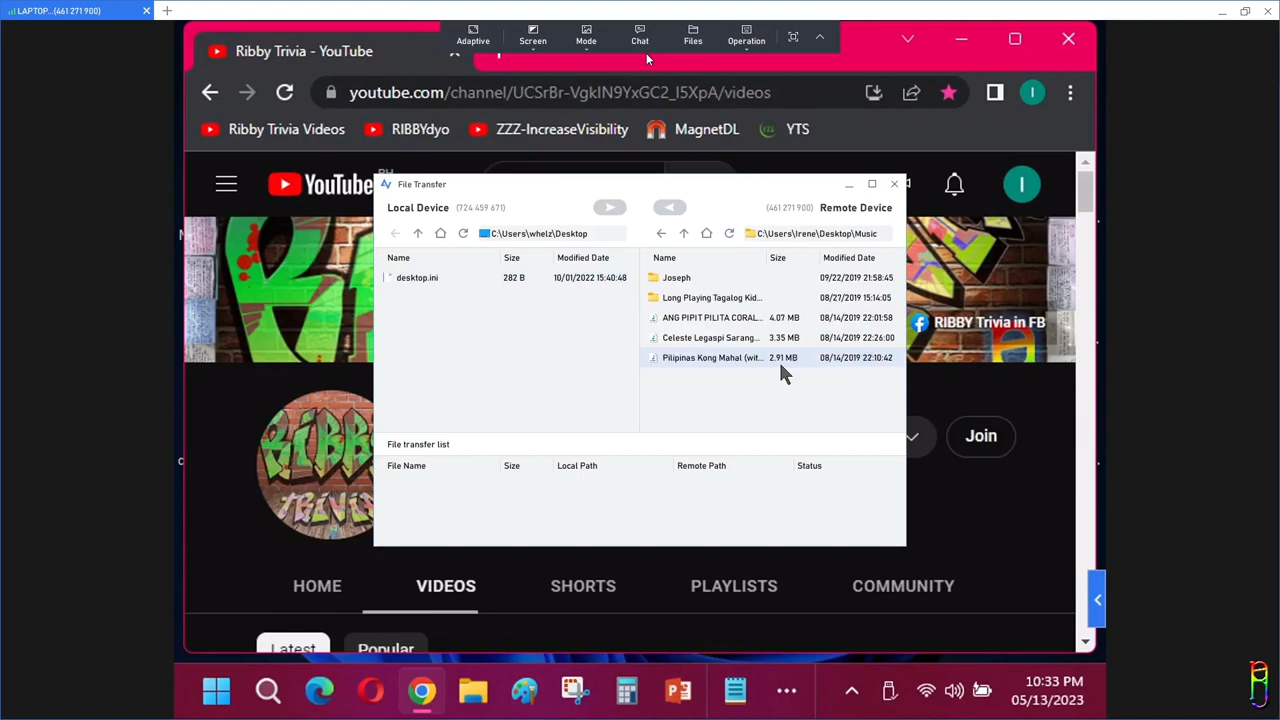 LAPTOP...(461 271 900)
Adaptive
Screen
Mode
Chat
Files
Operation
Ribby Trivia - YouTube
youtube.com/channel/UCSrBr-VgkIN9YxGC2_I5XpA/videos
Ribby Trivia Videos
RIBBYdyo
ZZZ-IncreaseVisibility
MagnetDL
YTS
YouTube
File Transfer
Local Device (724 459 671)
(461 271 900) Remote Device
C:\Users\whelz\Desktop
C:\Users\Irene\Desktop\Music
Name Size Modified Date
Name Size Modified Date
desktop.ini 282 B 10/01/2022 15:40:48
Joseph 09/22/2019 21:58:45
Long Playing Tagalog Kid... 08/27/2019 15:14:05
ANG PIPIT PILITA CORAL... 4.07 MB 08/14/2019 22:01:58
Celeste Legaspi Sarang... 3.35 MB 08/14/2019 22:26:00
Pilipinas Kong Mahal (wit... 2.91 MB 08/14/2019 22:10:42
RIBBY Trivia in FB
File transfer list
File Name Size Local Path Remote Path Status
Join
TRIVIA
HOME
VIDEOS
SHORTS
PLAYLISTS
COMMUNITY
Latest
Popular
10:33 PM
05/13/2023